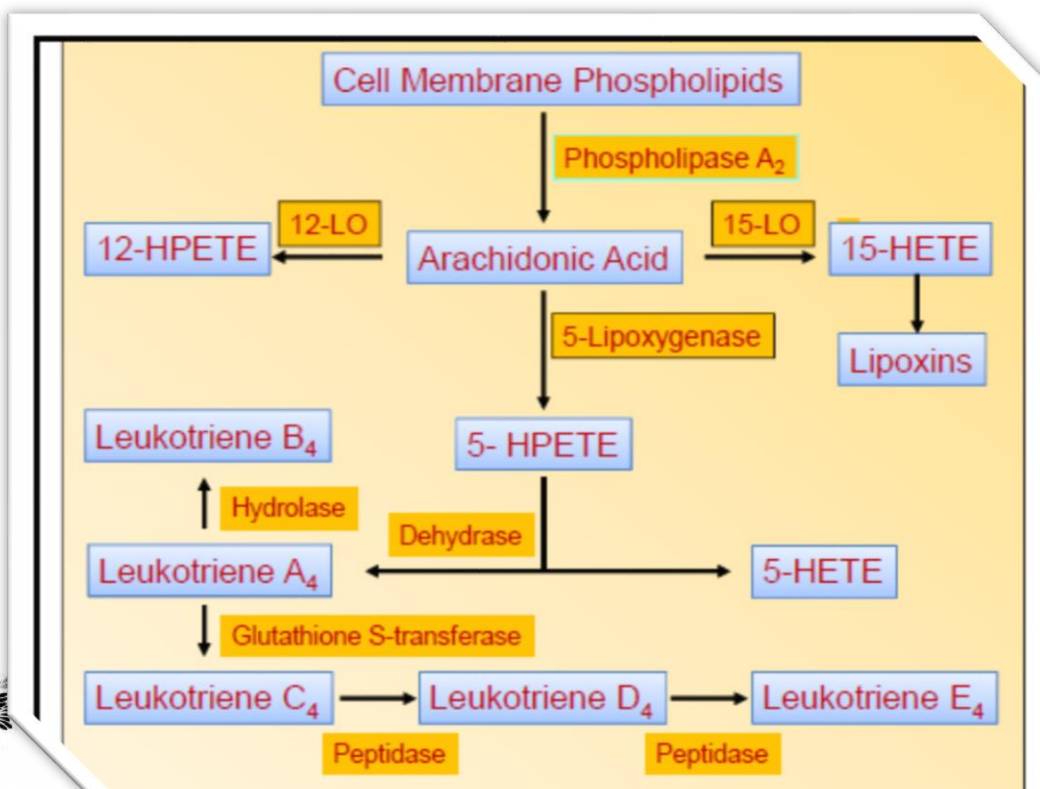 Cell Membrane Phospholipids
Phospholipase A₂
12-LO
15-LO
12-HPETE
Arachidonic Acid
15-HETE
5-Lipoxygenase
Lipoxins
Leukotriene B₄
5- HPETE
Hydrolase
Dehydrase
Leukotriene A₄
5-HETE
Glutathione S-transferase
Leukotriene C₄
Leukotriene D₄
Leukotriene E₄
Peptidase
Peptidase